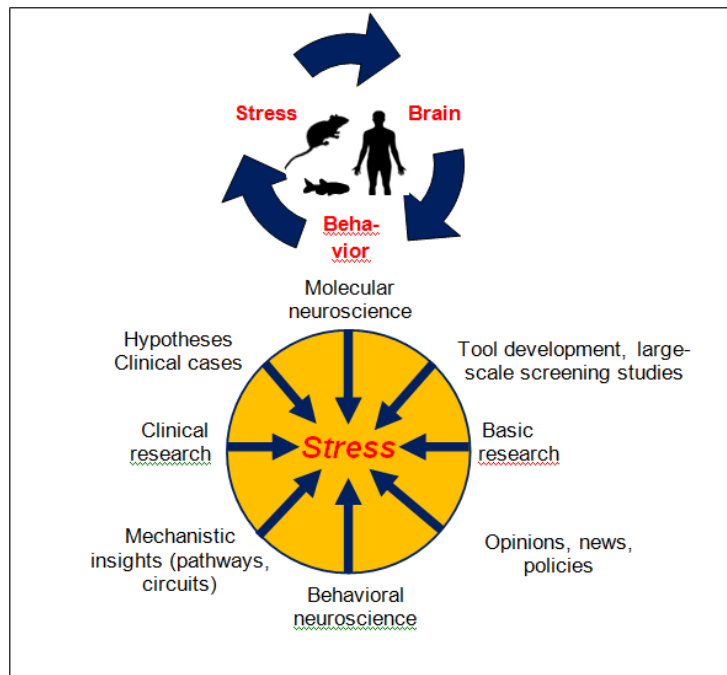 Stress
Brain
Beha-
vior
Molecular
neuroscience
Hypotheses
Clinical cases
Tool development, large-
scale screening studies
Clinical
research
Stress
Basic
research
Mechanistic
insights (pathways,
circuits)
Opinions, news,
policies
Behavioral
neuroscience